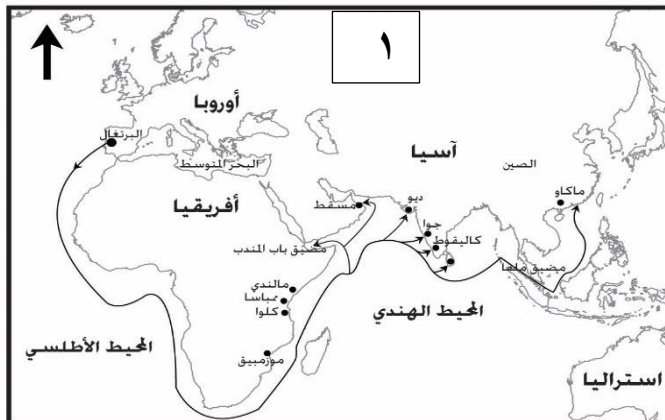 ١
أوروبا
البرتغال
البحر المتوسط
آسيا
الصين
ماكاو
أفريقيا
مسقط
ديو
جوا
كاليقوط
مضيق باب المندب
مضيق ملقا
مالندي
ممباسا
كلوا
المحيط الهندي
المحيط الأطلسي
موزمبيق
استراليا